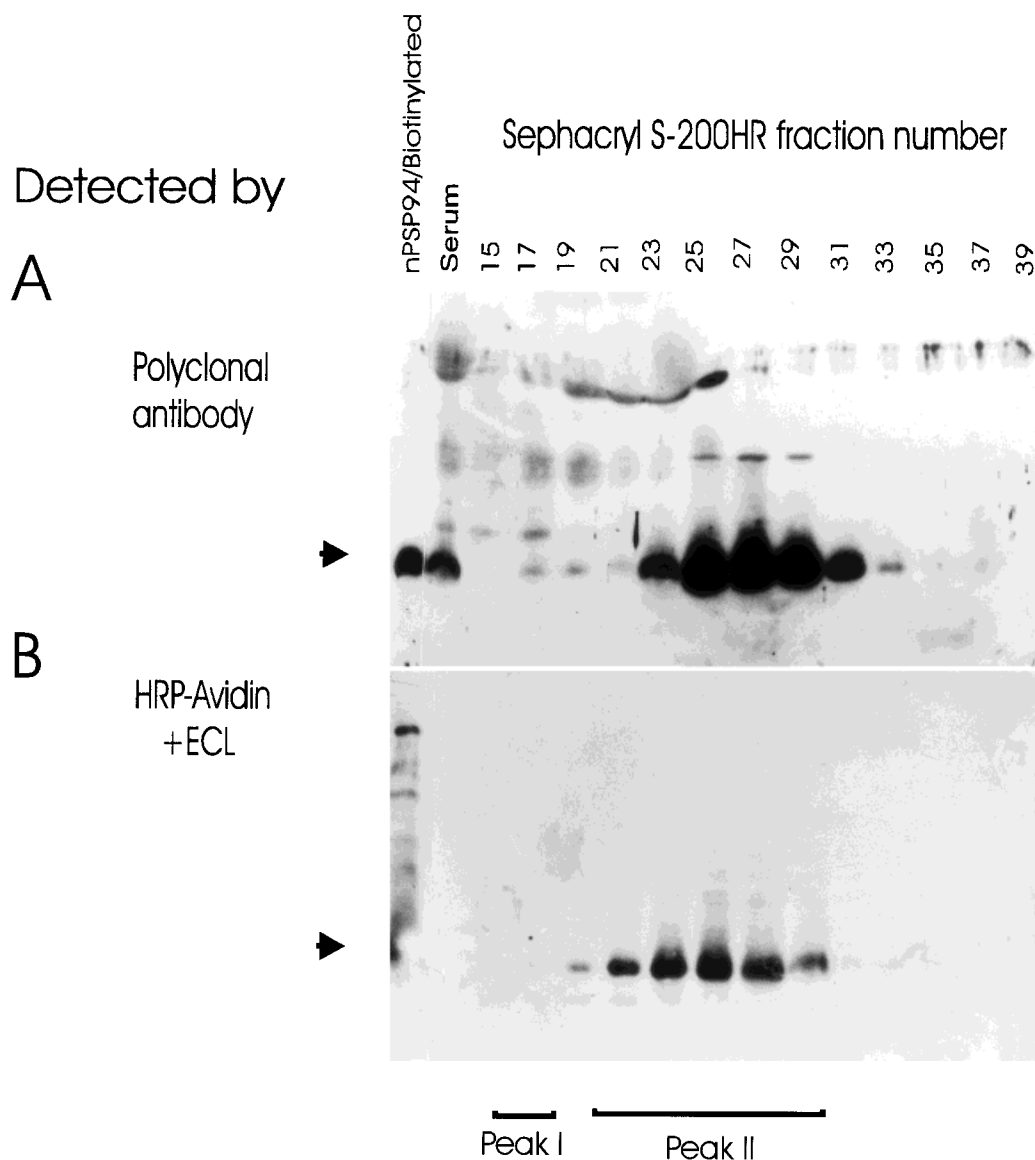 Sephacryl S-200HR fraction number
Detected by
nPSP94/Biotinylated
Serum
15
17
19
21
23
25
27
29
31
33
35
37
39
A
Polyclonal
antibody
B
HRP-Avidin
+ECL
Peak I
Peak II